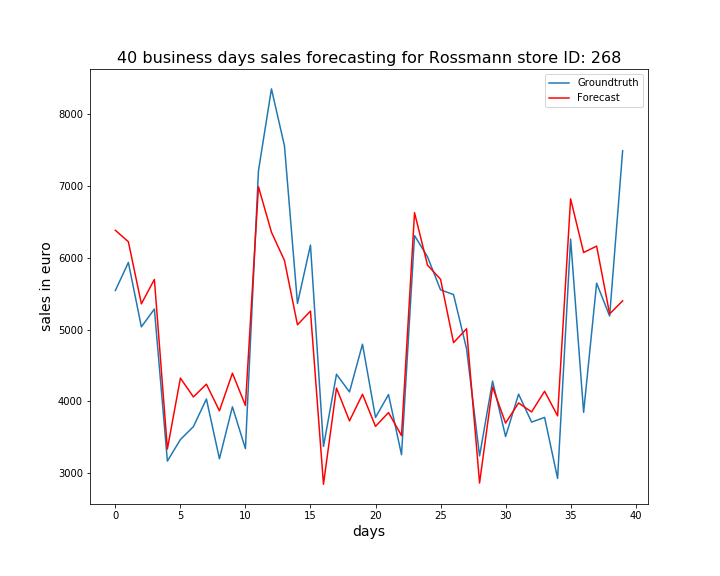 40 business days sales forecasting for Rossmann store ID: 268
Groundtruth
Forecast
sales in euro
8000
7000
6000
5000
4000
3000
0 5 10 15 20 25 30 35 40
days